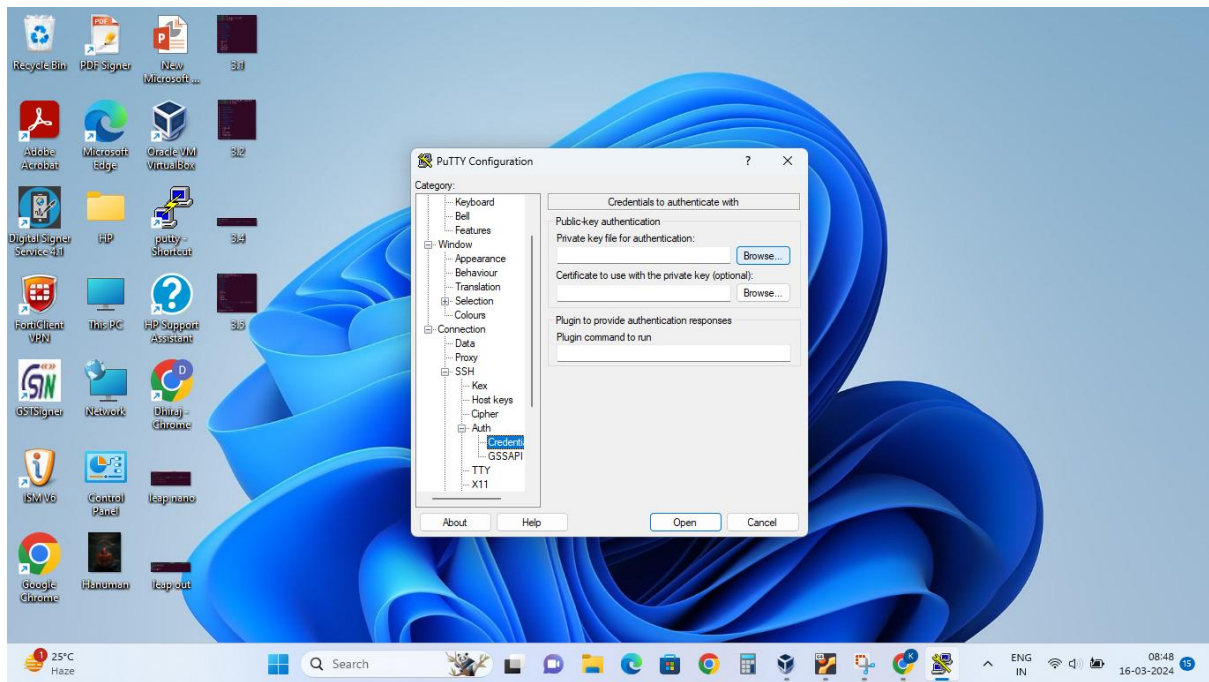 Recycle Bin
PDF Signer
New
Microsoft ...
3.1
Adobe
Acrobat
Microsoft
Edge
Oracle VM
VirtualBox
3.2
Digital Signer
Service 4.1
HP
putty -
Shortcut
3.4
FortiClient
VPN
This PC
HP Support
Assistant
3.5
GSTSigner
Network
Dhiraj -
Chrome
ISM V6
Control
Panel
leap nano
Google
Chrome
Hanuman
leap out
PuTTY Configuration
?
Category:
Keyboard
Bell
Features
Window
Appearance
Behaviour
Translation
Selection
Colours
Connection
Data
Proxy
SSH
Kex
Host keys
Cipher
Auth
Credenti
GSSAPI
TTY
X11
Credentials to authenticate with
Public-key authentication
Private key file for authentication:
Browse...
Certificate to use with the private key (optional):
Browse...
Plugin to provide authentication responses
Plugin command to run
About
Help
Open
Cancel
1
25°C
Haze
Search
ENG
IN
08:48
16-03-2024
15